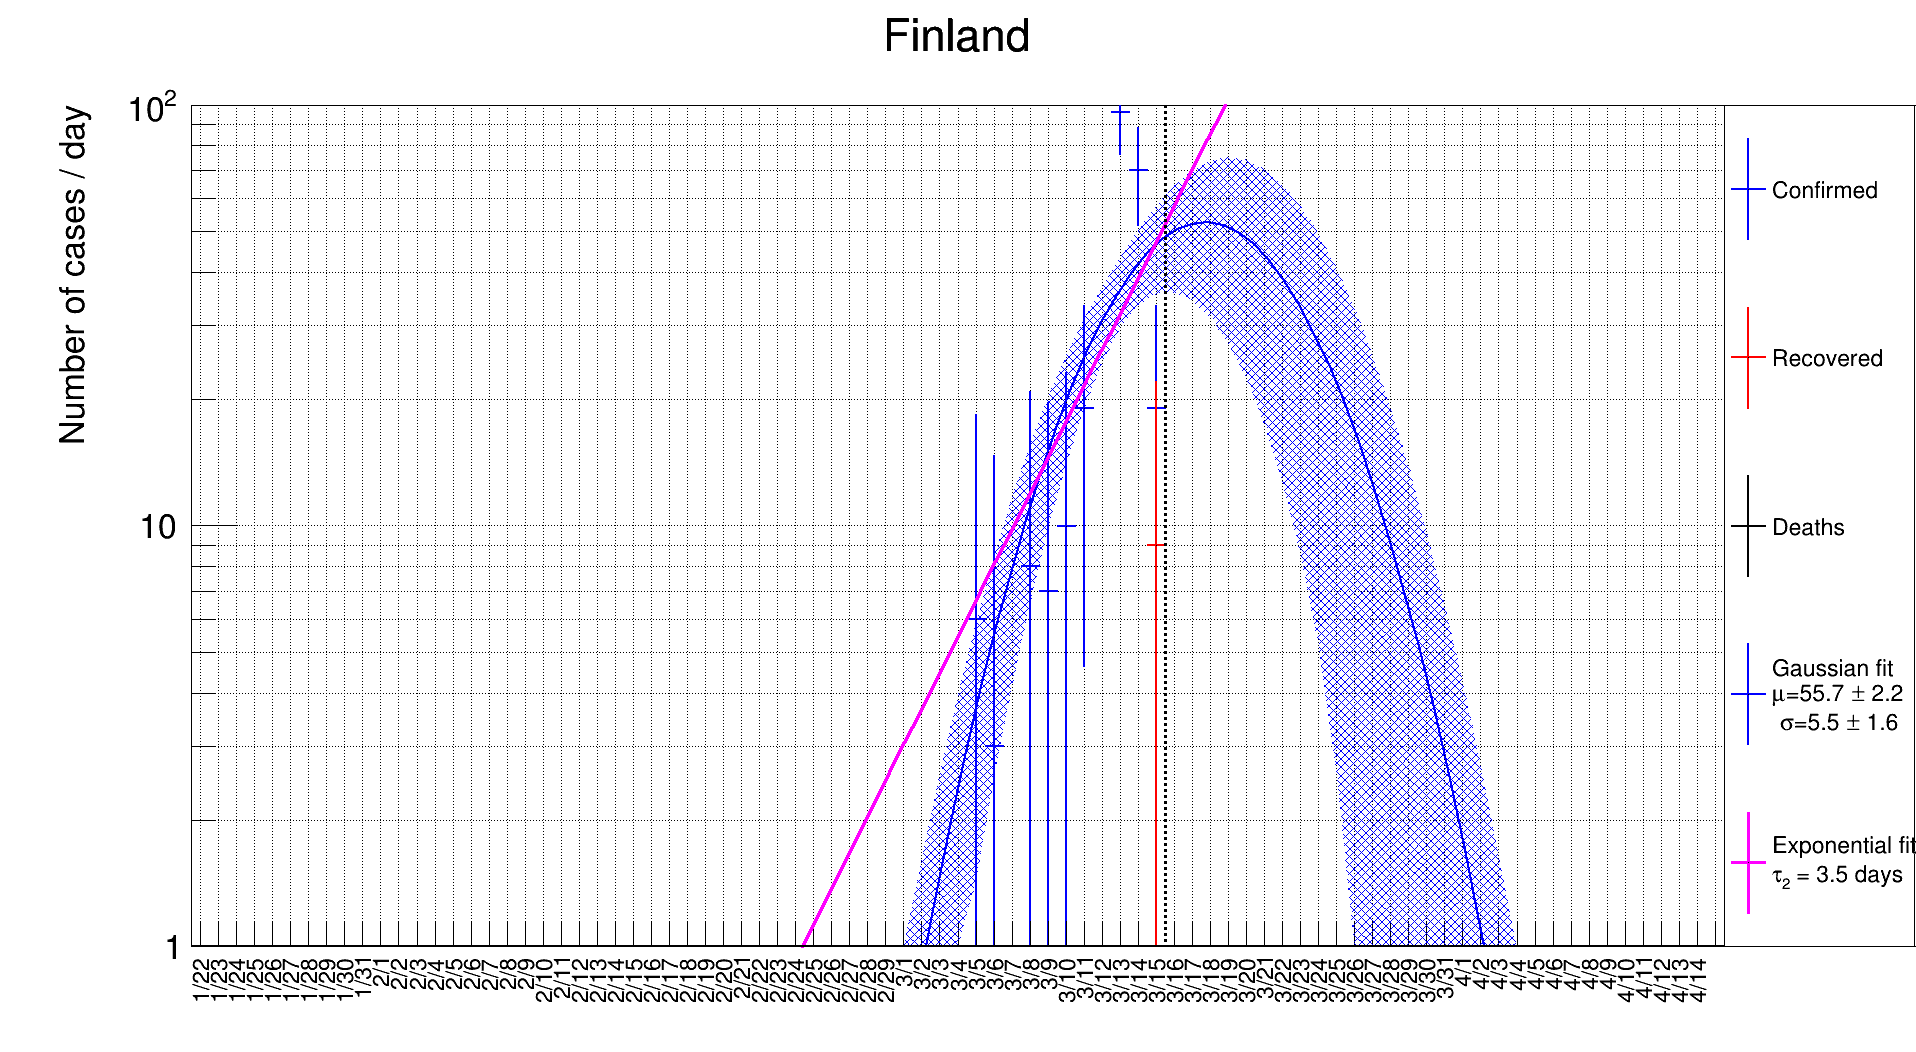 Finland
Number of cases / day
10²
10
1
1/22 1/23 1/24 1/25 1/26 1/27 1/28 1/29 1/30 1/31 2/1 2/2 2/3 2/4 2/5 2/6 2/7 2/8 2/9 2/10 2/11 2/12 2/13 2/14 2/15 2/16 2/17 2/18 2/19 2/20 2/21 2/22 2/23 2/24 2/25 2/26 2/27 2/28 2/29 3/1 3/2 3/3 3/4 3/5 3/6 3/7 3/8 3/9 3/10 3/11 3/12 3/13 3/14 3/15 3/16 3/17 3/18 3/19 3/20 3/21 3/22 3/23 3/24 3/25 3/26 3/27 3/28 3/29 3/30 3/31 4/1 4/2 4/3 4/4 4/5 4/6 4/7 4/8 4/9 4/10 4/11 4/12 4/13 4/14
Confirmed
Recovered
Deaths
Gaussian fit
μ=55.7 ± 2.2
σ=5.5 ± 1.6
Exponential fit
τ₂ = 3.5 days